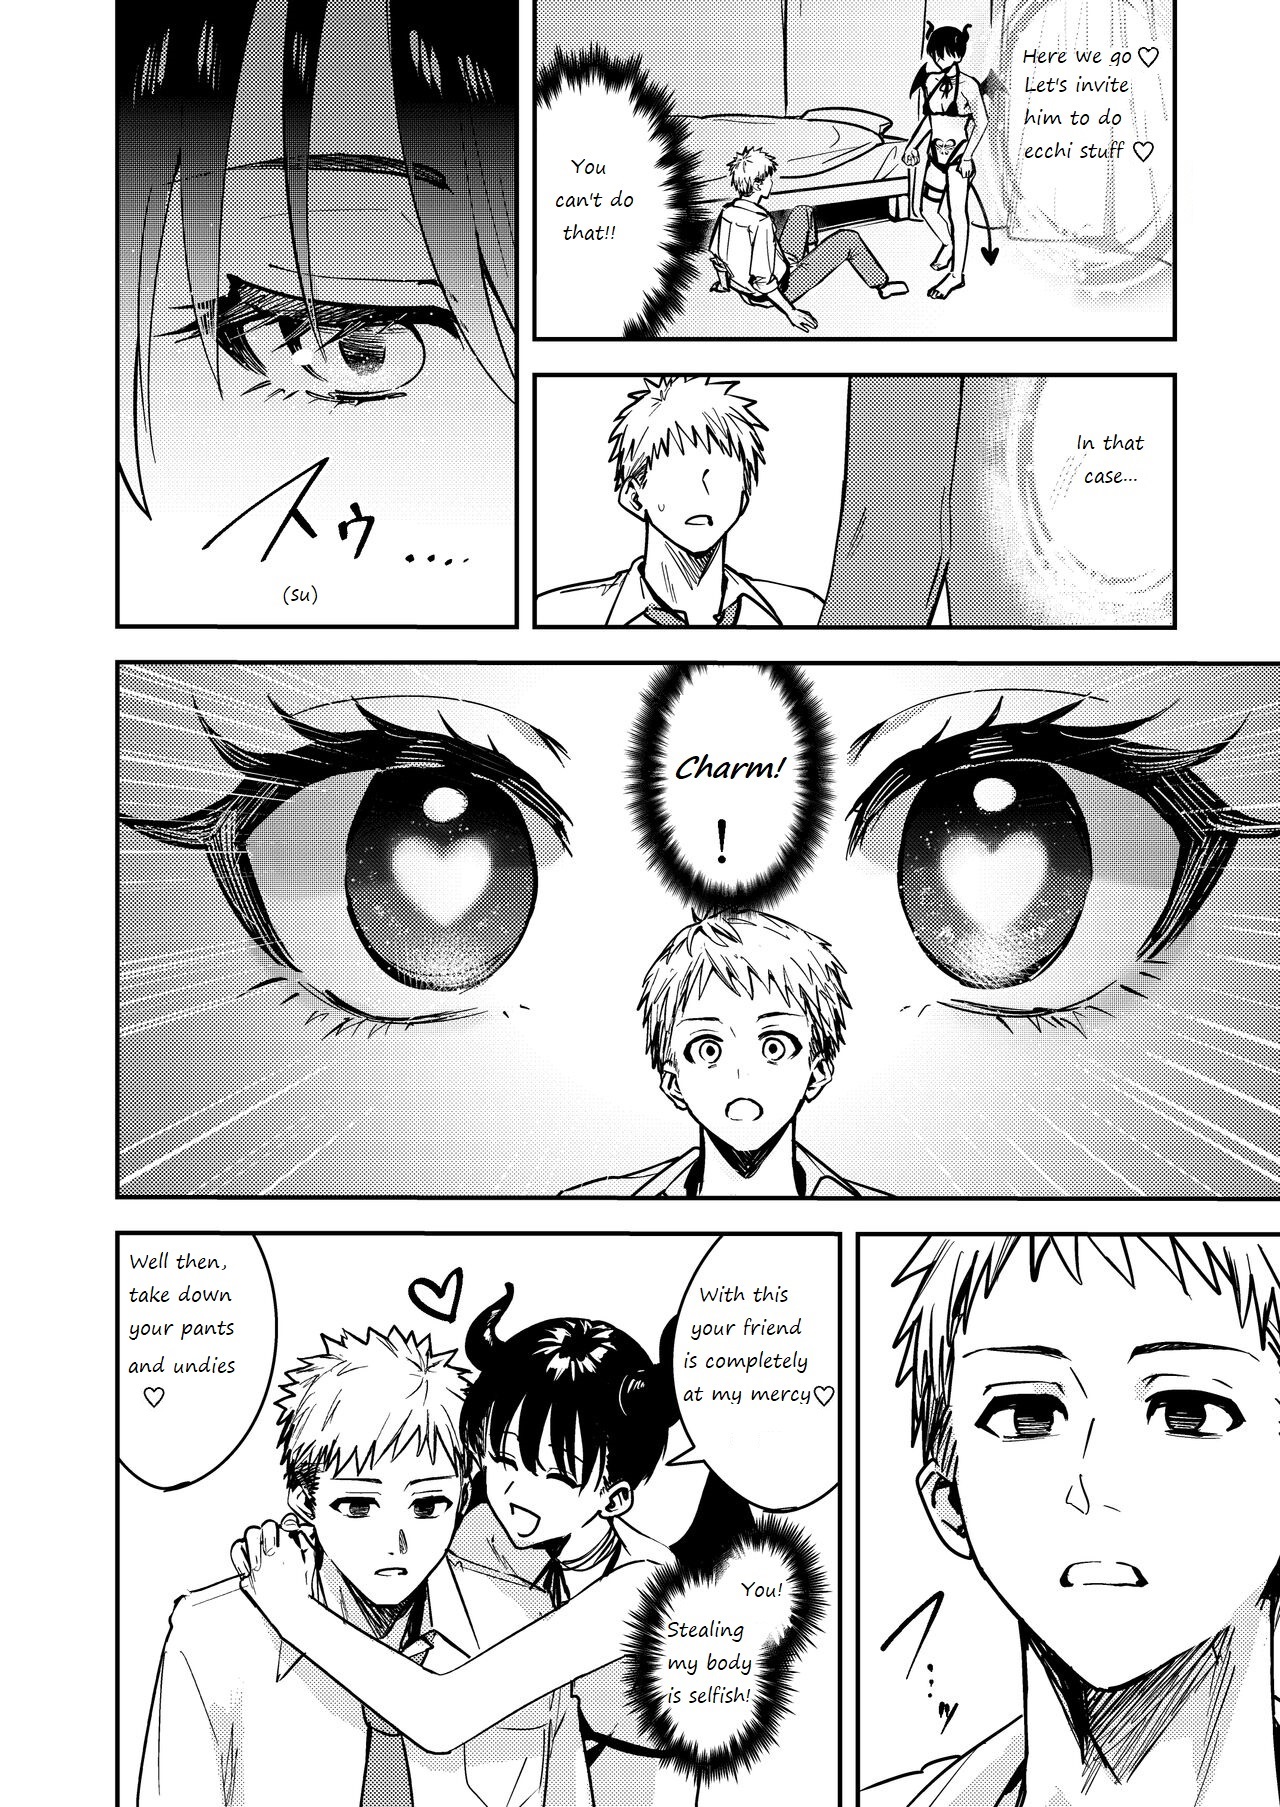 Here we go ♡
Let's invite
him to do
ecchi stuff ♡
You
can't do
that!!
In that
case...
スゥ....
(su)
Charm!
!
With this
your friend
is completely
at my mercy♡
You!
Stealing
my body
is selfish!
Well then,
take down
your pants
and undies
♡